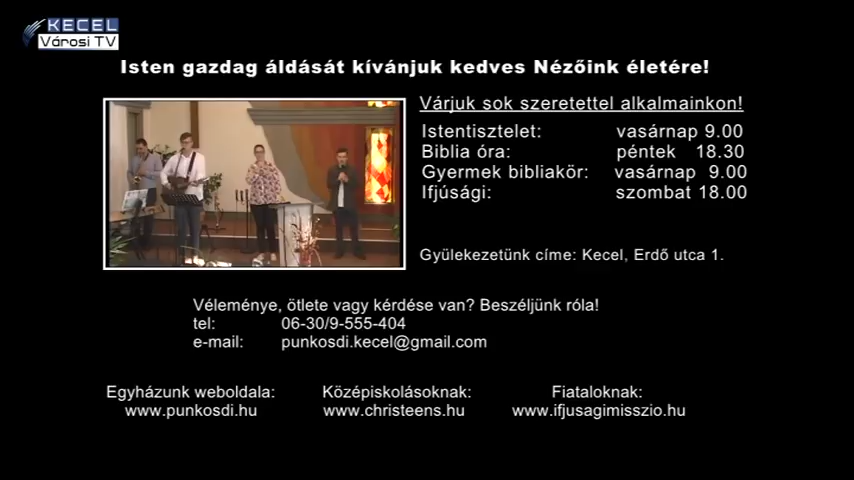 KECEL
Városi TV
Isten gazdag áldását kívánjuk kedves Nézőink életére!
Várjuk sok szeretettel alkalmainkon!
Istentisztelet: vasárnap 9.00
Biblia óra: péntek 18.30
Gyermek bibliakör: vasárnap 9.00
Ifjúsági: szombat 18.00
Gyülekezetünk címe: Kecel, Erdő utca 1.
Véleménye, ötlete vagy kérdése van? Beszéljünk róla!
tel: 06-30/9-555-404
e-mail: punkosdi.kecel@gmail.com
Egyházunk weboldala: Középiskolásoknak: Fiataloknak:
www.punkosdi.hu www.christeens.hu www.ifjusagimisszio.hu